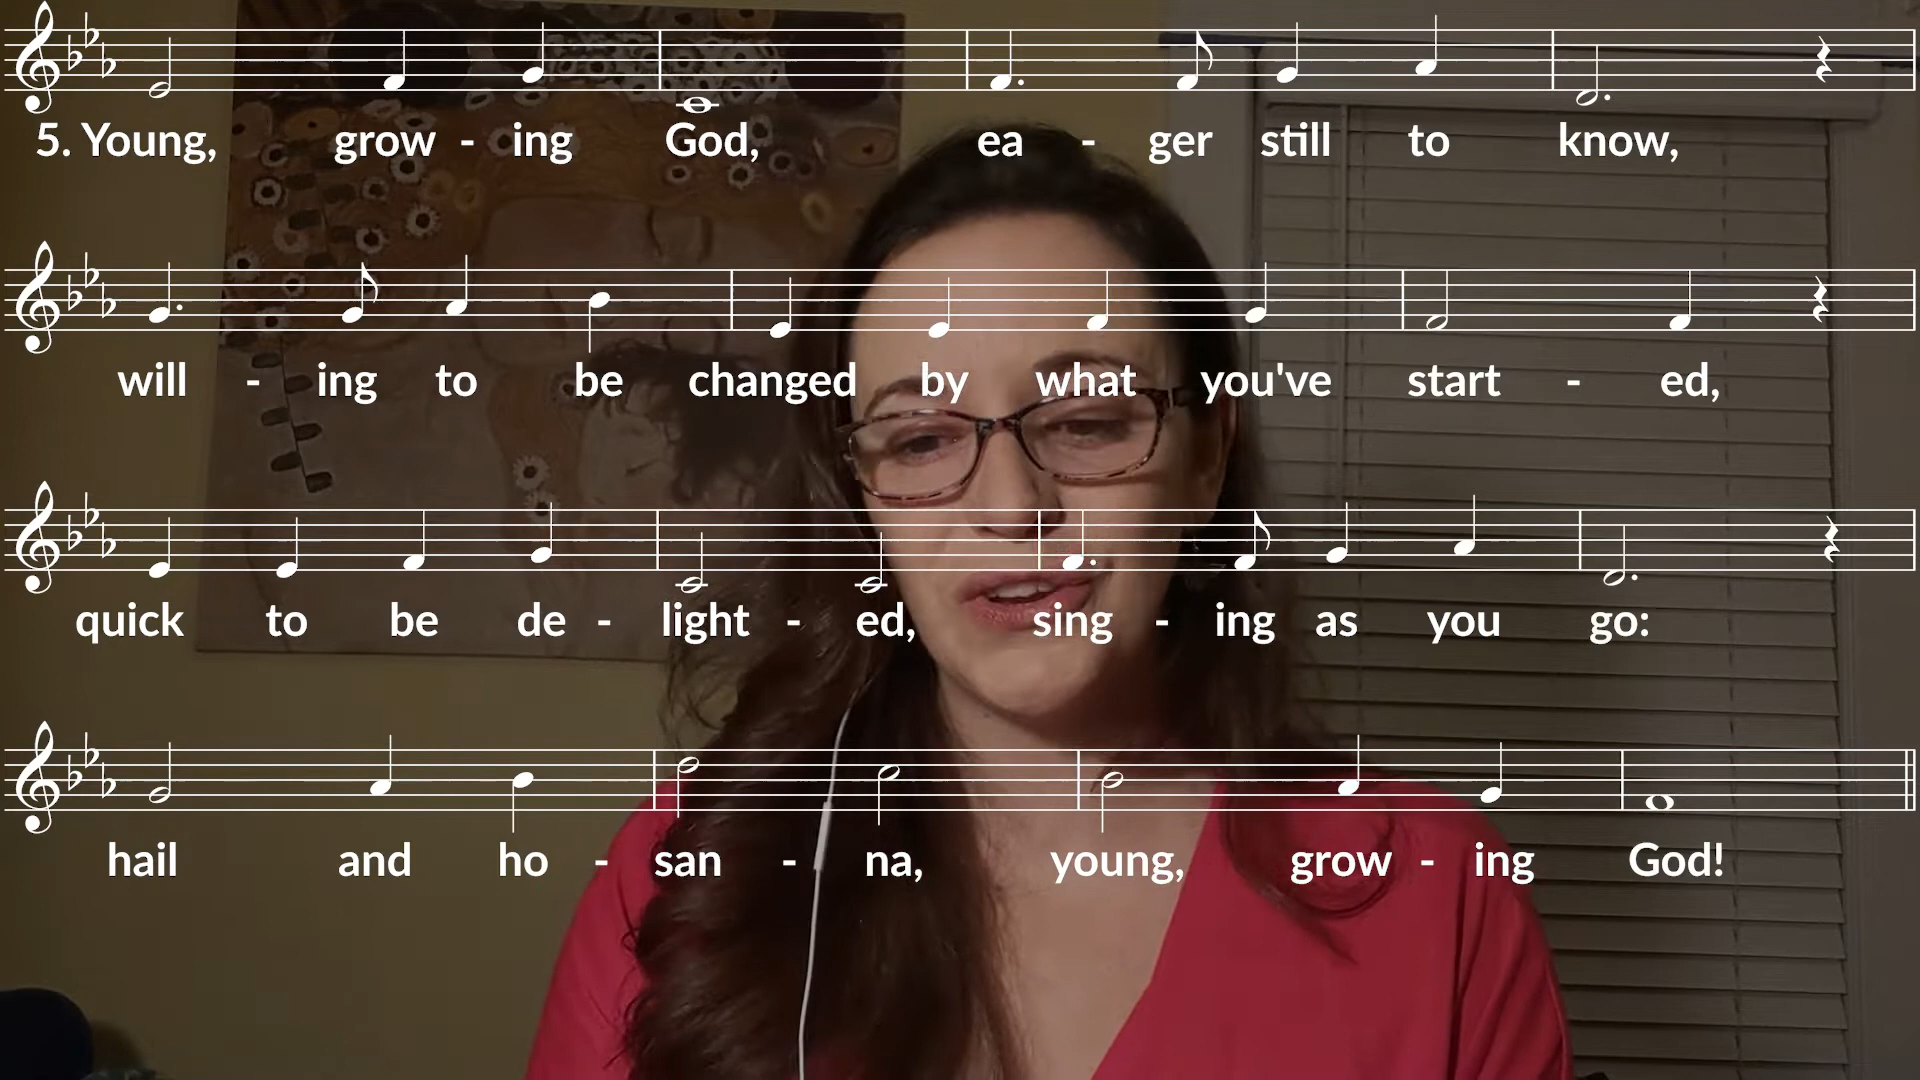 5. Young, grow - ing God, ea - ger still to know,
will - ing to be changed by what you've start - ed,
quick to be de - light - ed, sing - ing as you go:
hail and ho - san - na, young, grow - ing God!